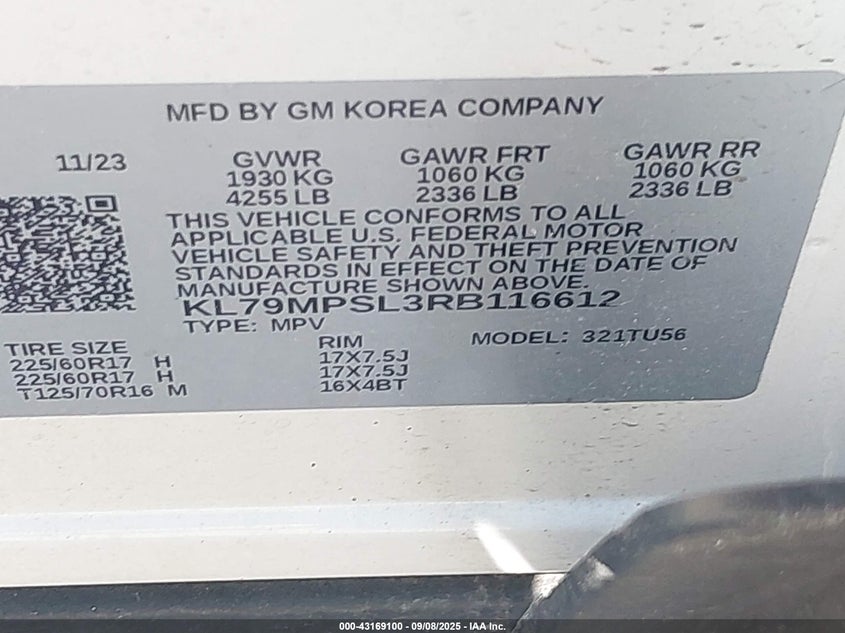 MFD BY GM KOREA COMPANY
11/23 GVWR GAWR FRT GAWR RR
1930 KG 1060 KG 1060 KG
4255 LB 2336 LB 2336 LB
THIS VEHICLE CONFORMS TO ALL
APPLICABLE U.S. FEDERAL MOTOR
VEHICLE SAFETY AND THEFT PREVENTION
STANDARDS IN EFFECT ON THE DATE OF
MANUFACTURE SHOWN ABOVE.
KL79MPSL3RB116612
TYPE: MPV
TIRE SIZE RIM MODEL: 321TU56
225/60R17 H 17X7.5J
225/60R17 H 17X7.5J
T125/70R16 M 16X4BT
000-43169100 - 09/08/2025 - IAA Inc.